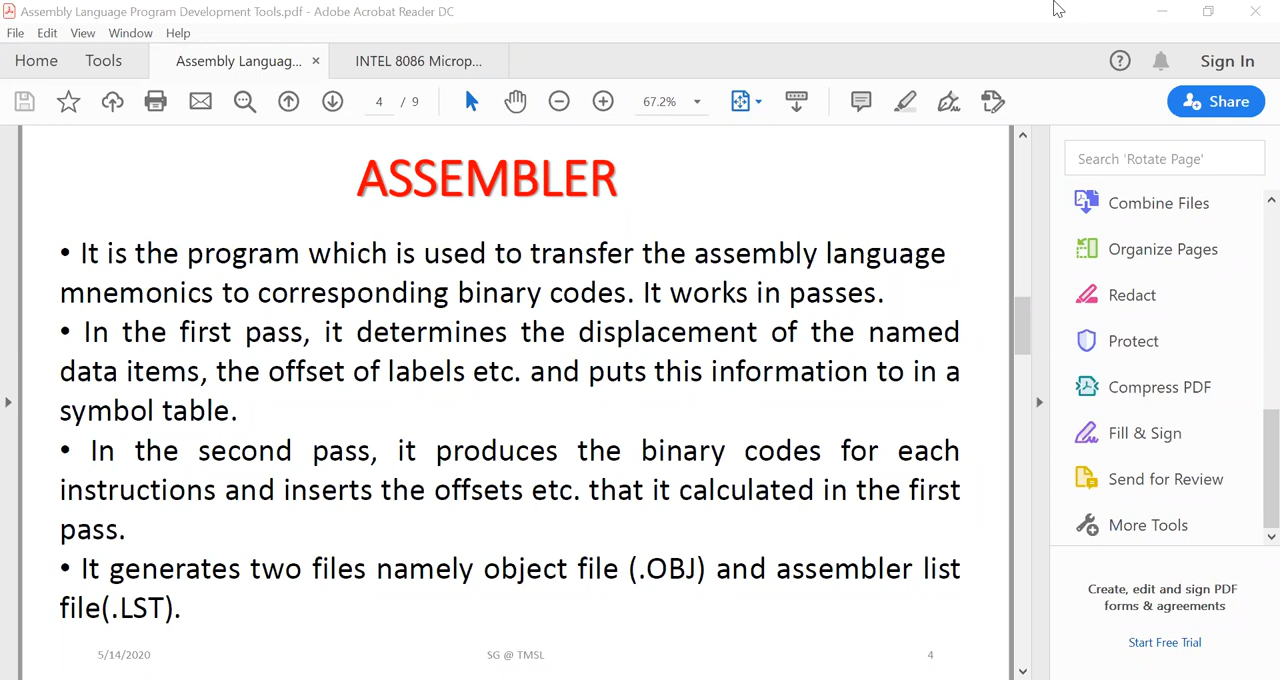 Assembly Language Program Development Tools.pdf - Adobe Acrobat Reader DC
File Edit View Window Help
Home Tools Assembly Languag... × INTEL 8086 Microp... Sign In
4 / 9 67.2% Share
ASSEMBLER
• It is the program which is used to transfer the assembly language
mnemonics to corresponding binary codes. It works in passes.
• In the first pass, it determines the displacement of the named
data items, the offset of labels etc. and puts this information to in a
symbol table.
• In the second pass, it produces the binary codes for each
instructions and inserts the offsets etc. that it calculated in the first
pass.
• It generates two files namely object file (.OBJ) and assembler list
file(.LST).
5/14/2020 SG @ TMSL 4
Search 'Rotate Page'
Combine Files
Organize Pages
Redact
Protect
Compress PDF
Fill & Sign
Send for Review
More Tools
Create, edit and sign PDF
forms & agreements
Start Free Trial